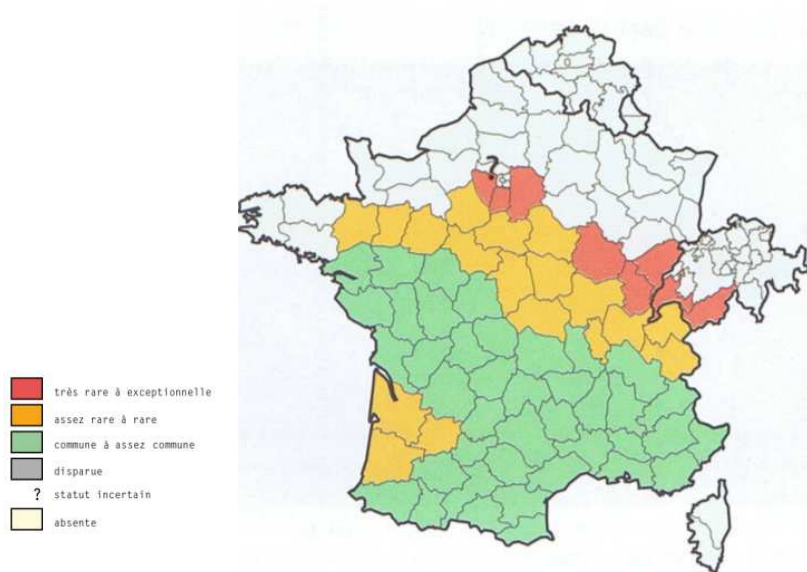 ?
très rare à exceptionnelle
assez rare à rare
commune à assez commune
disparue
? statut incertain
absente